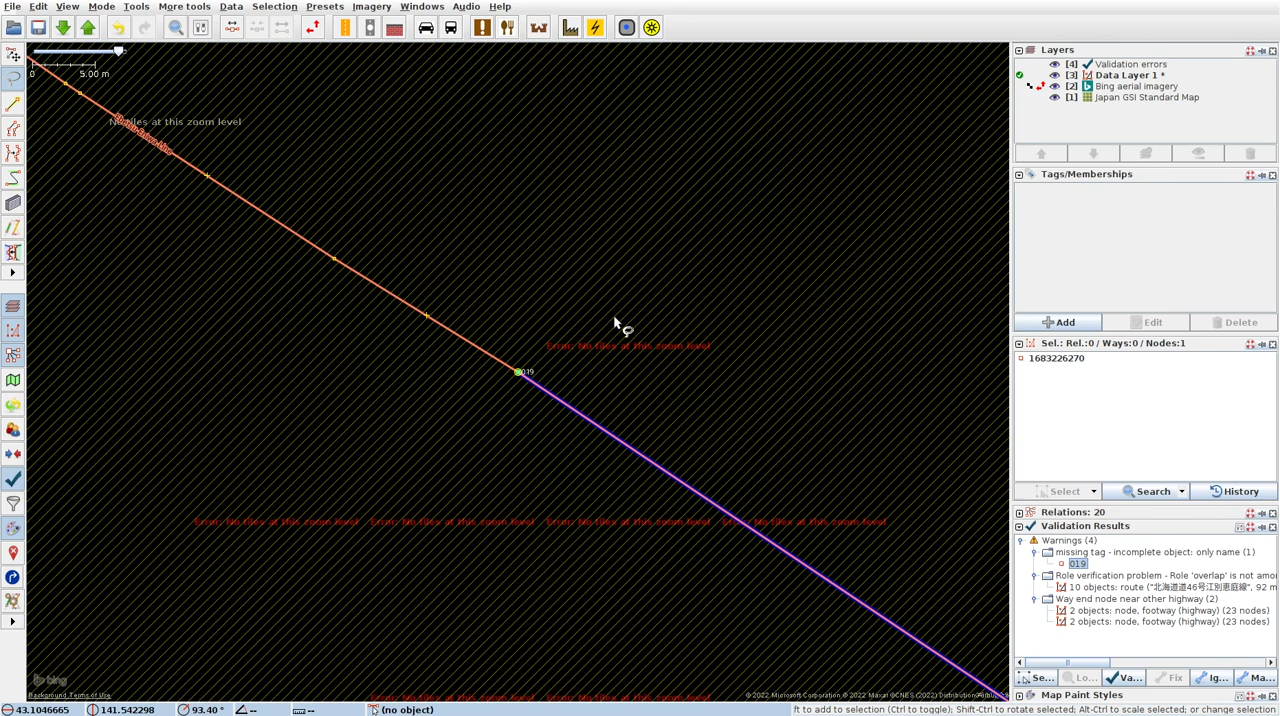 File Edit View Mode Tools More tools Data Selection Presets Imagery Windows Audio Help
0 5.00 m
No tiles at this zoom level
Error: No tiles at this zoom level
019
Error: No tiles at this zoom level Error: No tiles at this zoom level Error: No tiles at this zoom level Error: No tiles at this zoom level
bing
Background Terms of Use
© 2022 Microsoft Corporation © 2022 Maxar ©CNES (2022) Distribution
Error: No tiles at this zoom level Error: No tiles at this zoom level
Layers
[4] Validation errors
[3] Data Layer 1 *
[2] Bing aerial imagery
[1] Japan GSI Standard Map
Tags/Memberships
Add Edit Delete
Sel.: Rel.:0 / Ways:0 / Nodes:1
1683226270
Select Search History
Relations: 20
Validation Results
Warnings (4)
missing tag - incomplete object: only name (1)
019
Role verification problem - Role 'overlap' is not amo
10 objects: route ("北海道道46号江別恵庭線", 92 m
Way end node near other highway (2)
2 objects: node, footway (highway) (23 nodes)
2 objects: node, footway (highway) (23 nodes)
Se... Lo... Va... Fix Ig... Ma...
Map Paint Styles
43.1046665 141.542298 93.40 ° -- -- (no object) ft to add to selection (Ctrl to toggle); Shift-Ctrl to rotate selected; Alt-Ctrl to scale selected; or change selection